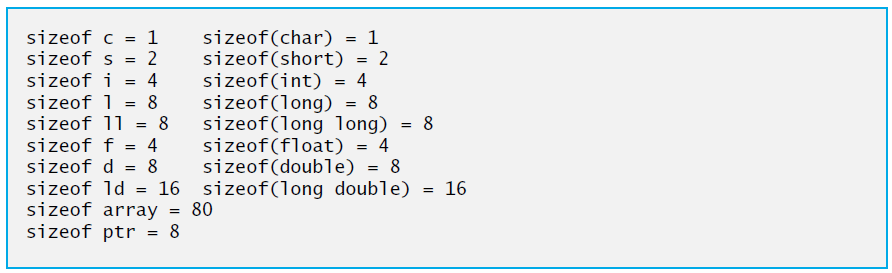 sizeof c = 1    sizeof(char) = 1
sizeof s = 2    sizeof(short) = 2
sizeof i = 4    sizeof(int) = 4
sizeof l = 8    sizeof(long) = 8
sizeof ll = 8   sizeof(long long) = 8
sizeof f = 4    sizeof(float) = 4
sizeof d = 8    sizeof(double) = 8
sizeof ld = 16  sizeof(long double) = 16
sizeof array = 80
sizeof ptr = 8